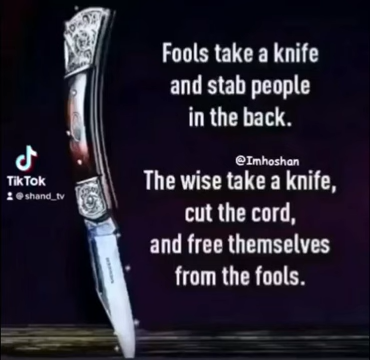 Fools take a knife
and stab people
in the back.
@Imhoshan
The wise take a knife,
cut the cord,
and free themselves
from the fools.
TikTok
@shand_tv